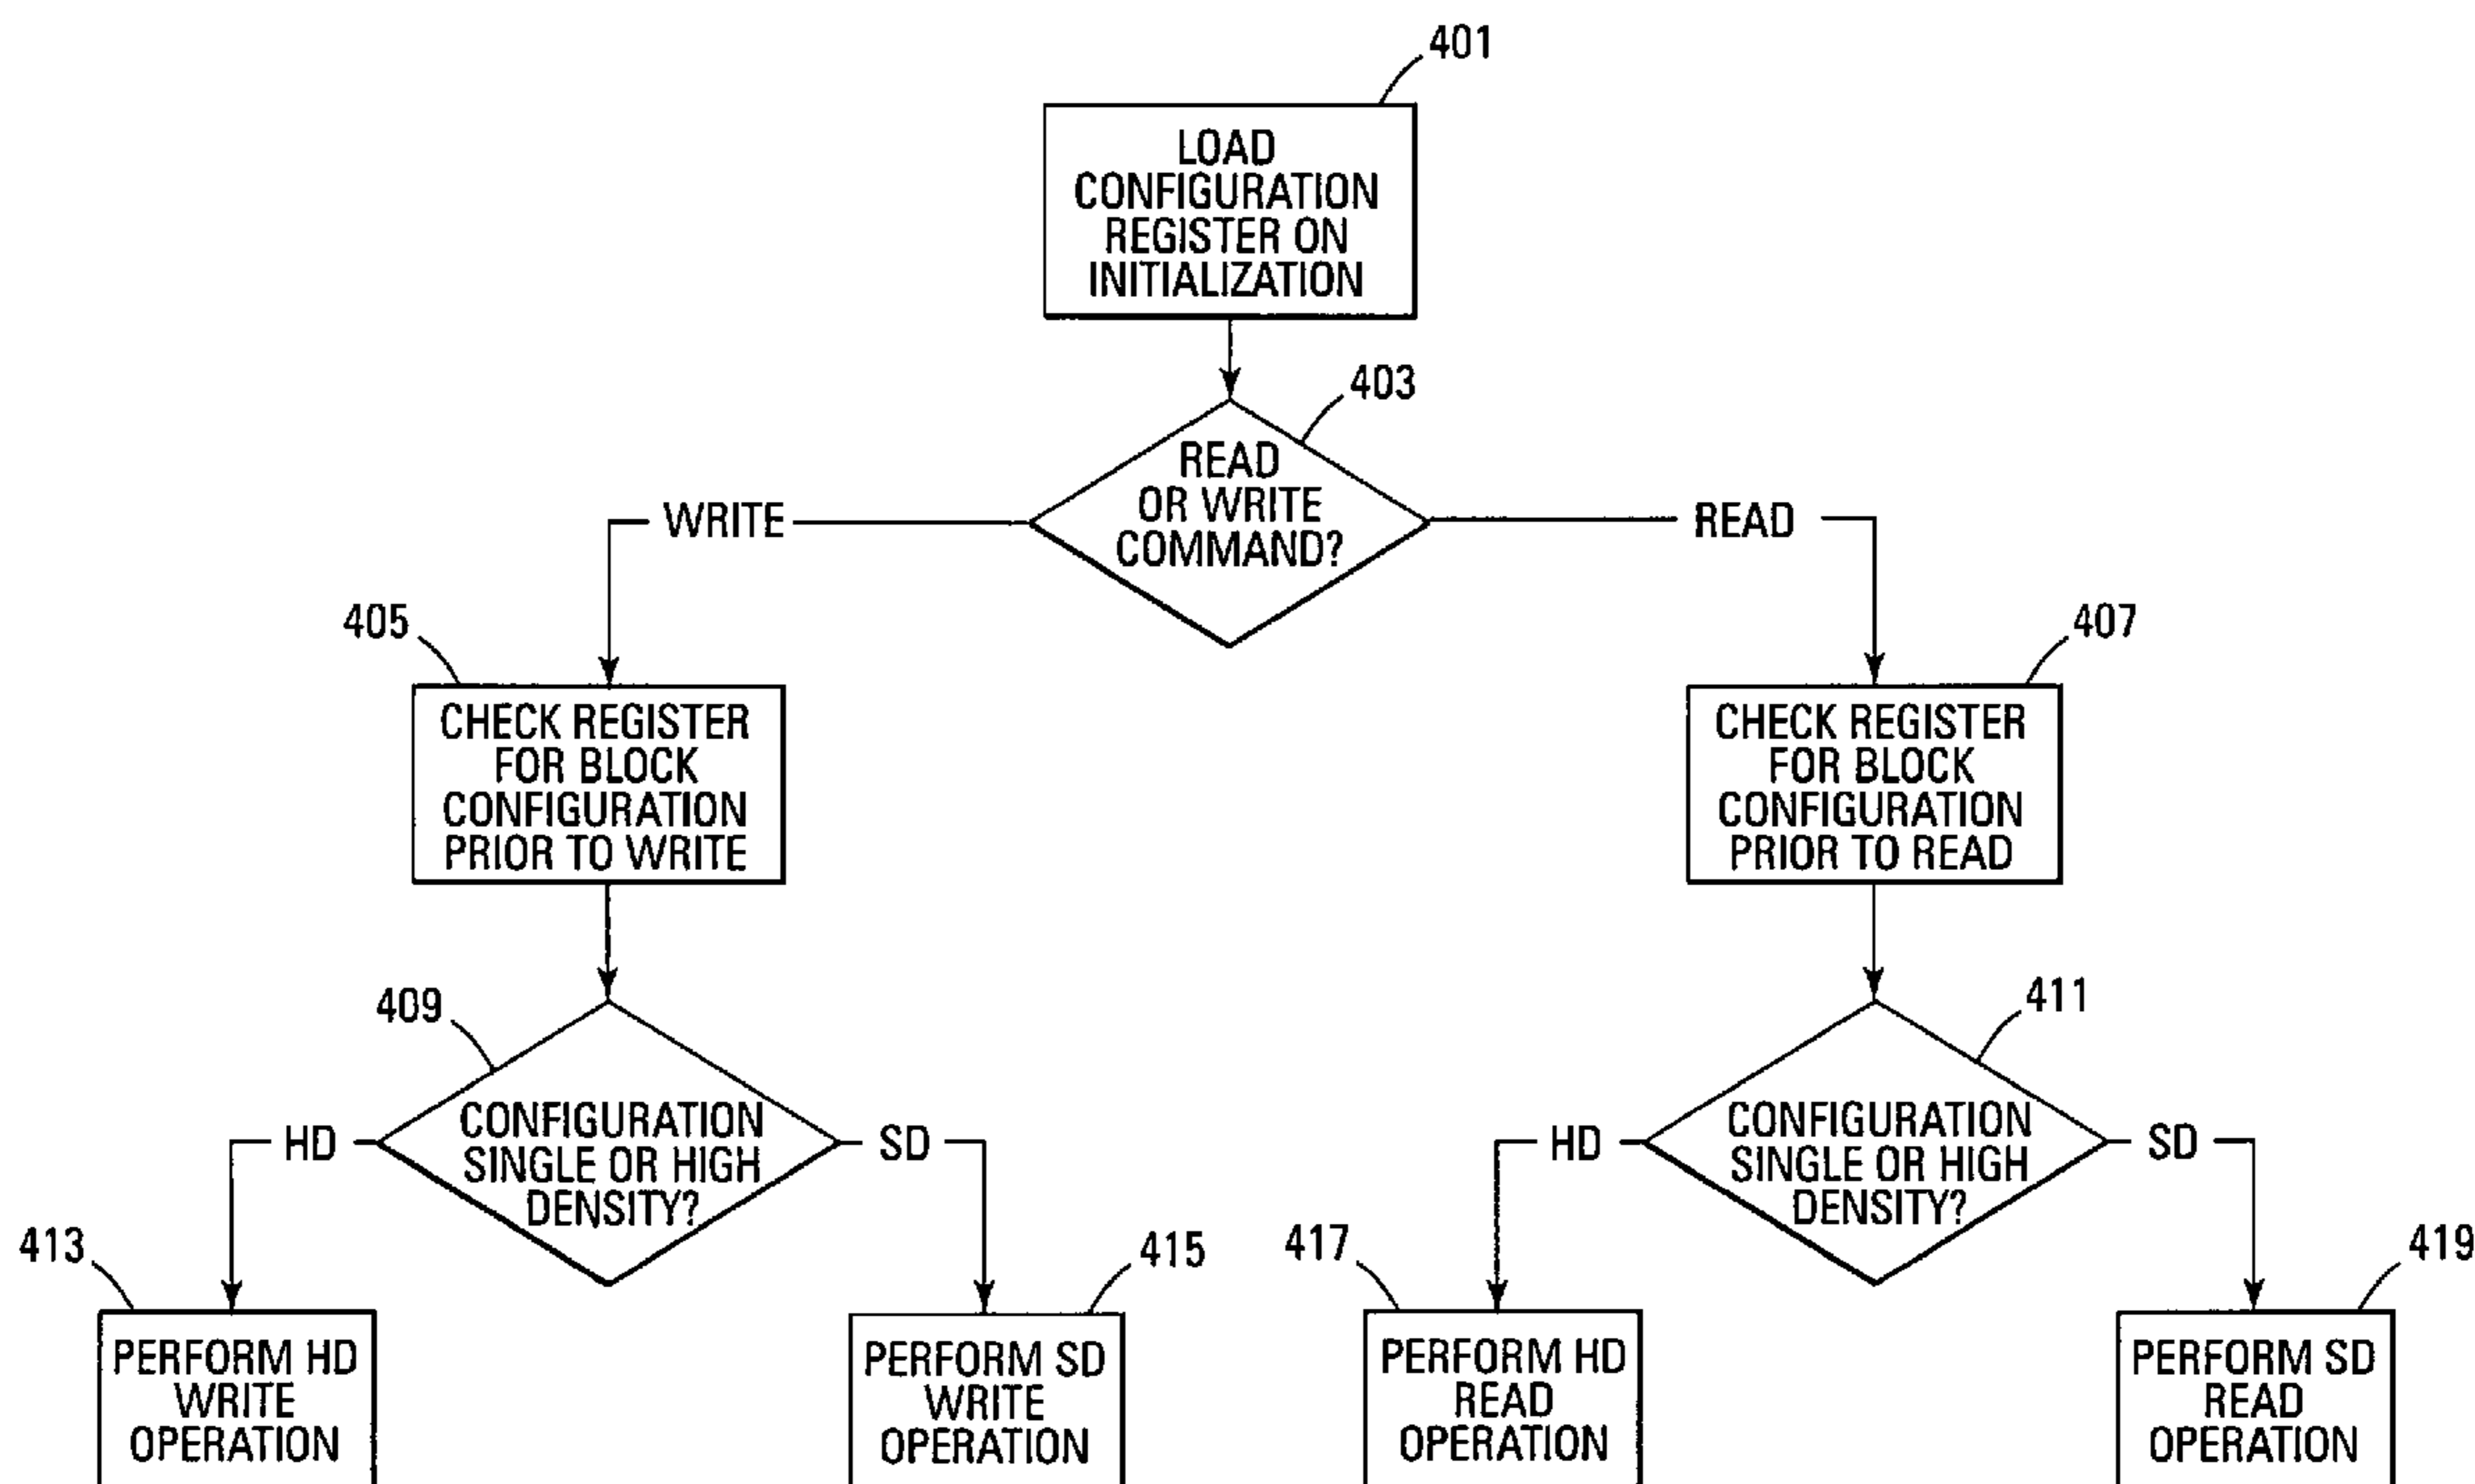 401
LOAD
CONFIGURATION
REGISTER ON
INITIALIZATION
403
READ
OR WRITE
COMMAND?
WRITE
READ
405
CHECK REGISTER
FOR BLOCK
CONFIGURATION
PRIOR TO WRITE
407
CHECK REGISTER
FOR BLOCK
CONFIGURATION
PRIOR TO READ
409
CONFIGURATION
SINGLE OR HIGH
DENSITY?
HD
SD
411
CONFIGURATION
SINGLE OR HIGH
DENSITY?
HD
SD
413
PERFORM HD
WRITE
OPERATION
415
PERFORM SD
WRITE
OPERATION
417
PERFORM HD
READ
OPERATION
419
PERFORM SD
READ
OPERATION